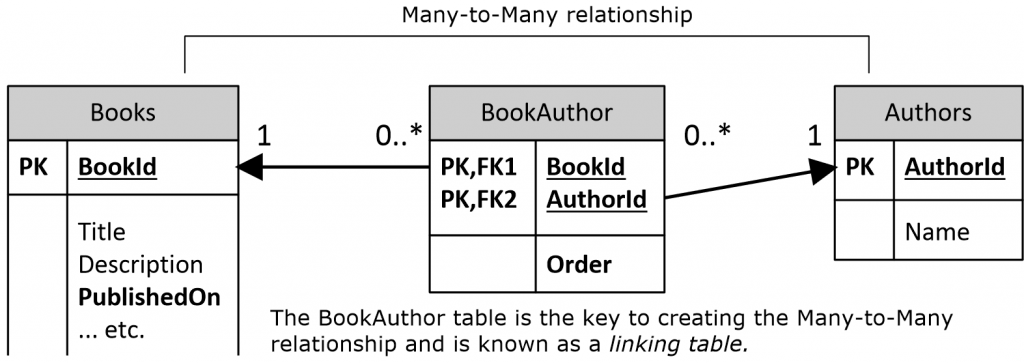 Many-to-Many relationship
Books
BookAuthor
Authors
1
0..*
0..*
1
PK BookId
PK,FK1 BookId
PK,FK2 AuthorId
PK AuthorId
Title
Description
PublishedOn
... etc.
Order
Name
The BookAuthor table is the key to creating the Many-to-Many
relationship and is known as a linking table.